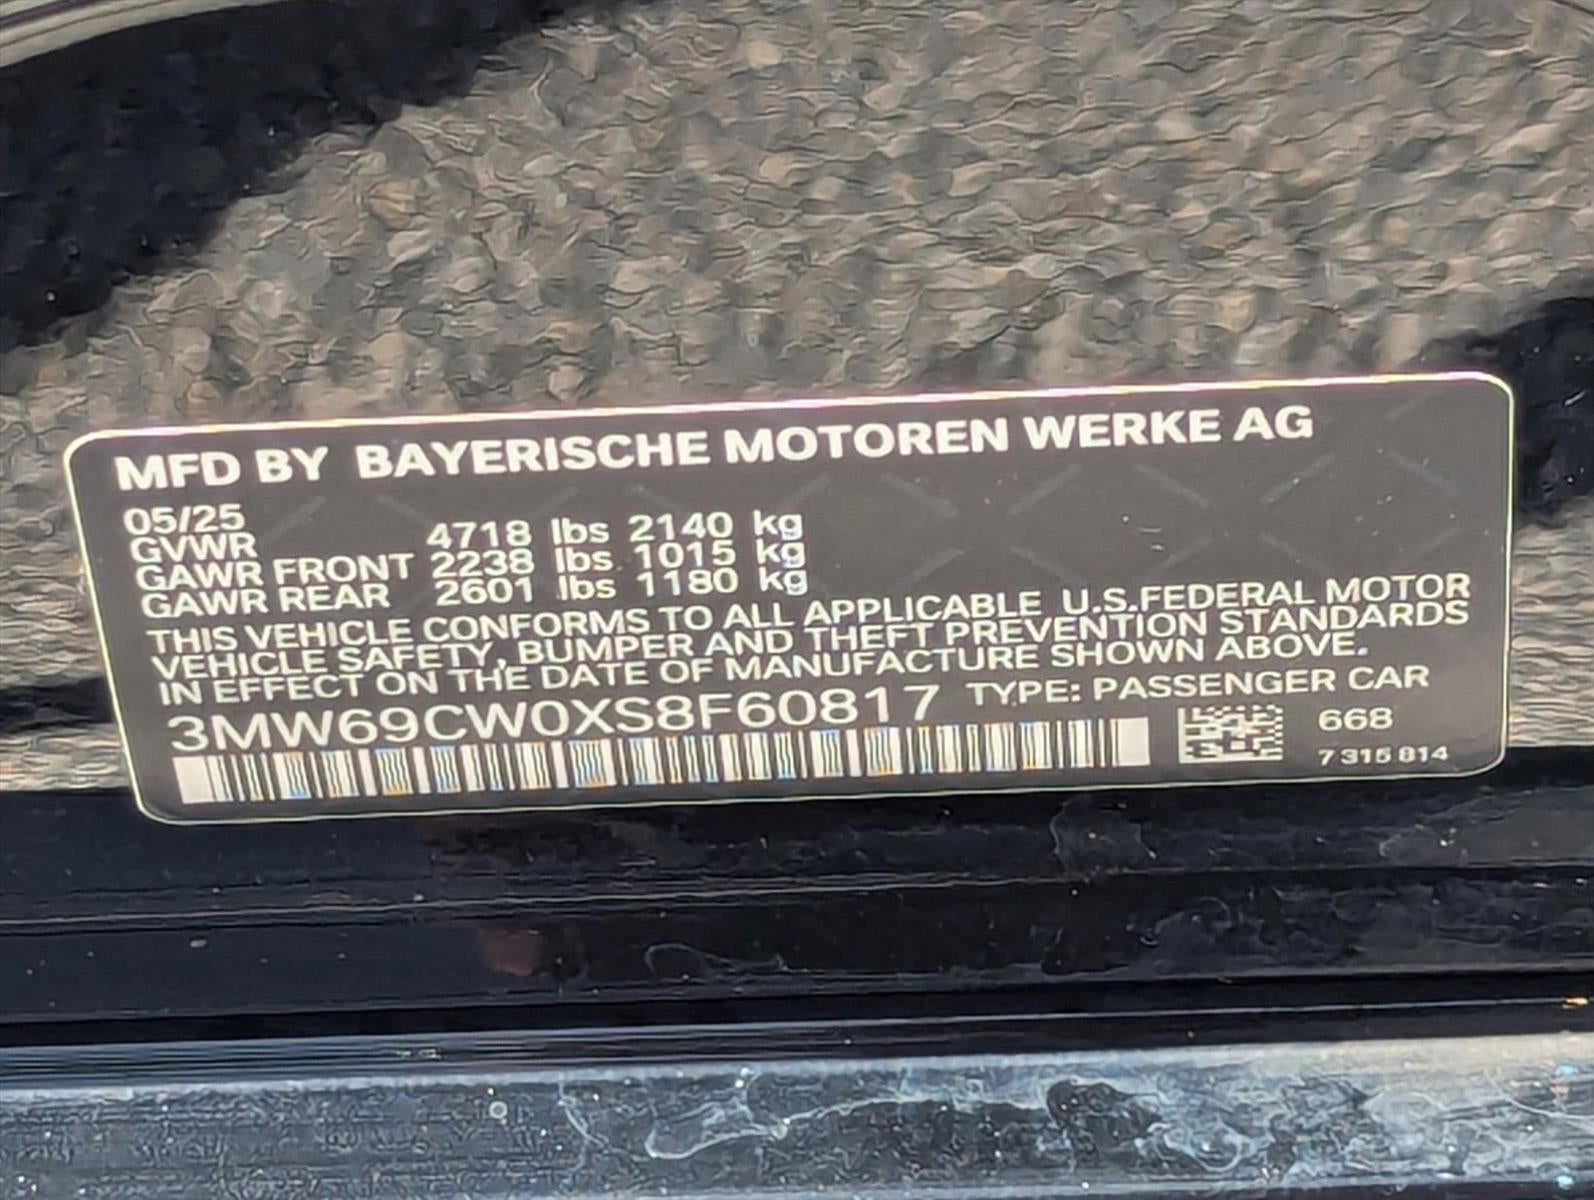 MFD BY BAYERISCHE MOTOREN WERKE AG
05/25
GVWR 4718 lbs 2140 kg
GAWR FRONT 2238 lbs 1015 kg
GAWR REAR 2601 lbs 1180 kg
THIS VEHICLE CONFORMS TO ALL APPLICABLE U.S.FEDERAL MOTOR
VEHICLE SAFETY, BUMPER AND THEFT PREVENTION STANDARDS
IN EFFECT ON THE DATE OF MANUFACTURE SHOWN ABOVE.
3MW69CW0XS8F60817 TYPE: PASSENGER CAR
668
7 315 814